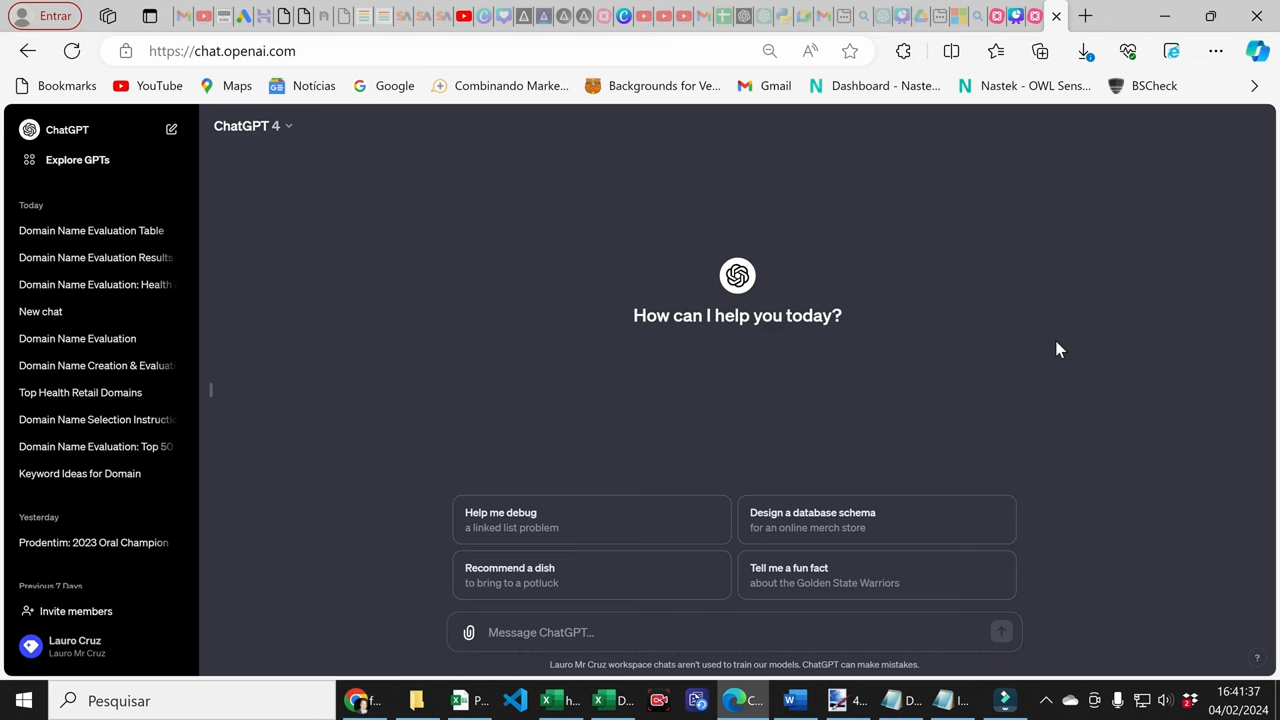 Entrar
https://chat.openai.com
Bookmarks
YouTube
Maps
Notícias
Google
Combinando Marke...
Backgrounds for Ve...
Gmail
Dashboard - Naste...
Nastek - OWL Sens...
BSCheck
ChatGPT
Explore GPTs
Today
Domain Name Evaluation Table
Domain Name Evaluation Results
Domain Name Evaluation: Health
New chat
Domain Name Evaluation
Domain Name Creation & Evaluati
Top Health Retail Domains
Domain Name Selection Instructio
Domain Name Evaluation: Top 50
Keyword Ideas for Domain
Yesterday
Prodentim: 2023 Oral Champion
Previous 7 Days
Invite members
Lauro Cruz
Lauro Mr Cruz
ChatGPT 4
How can I help you today?
Help me debug
a linked list problem
Design a database schema
for an online merch store
Recommend a dish
to bring to a potluck
Tell me a fun fact
about the Golden State Warriors
Message ChatGPT...
Lauro Mr Cruz workspace chats aren't used to train our models. ChatGPT can make mistakes.
?
Pesquisar
f...
P...
h...
D...
C...
4...
D...
I...
16:41:37
04/02/2024